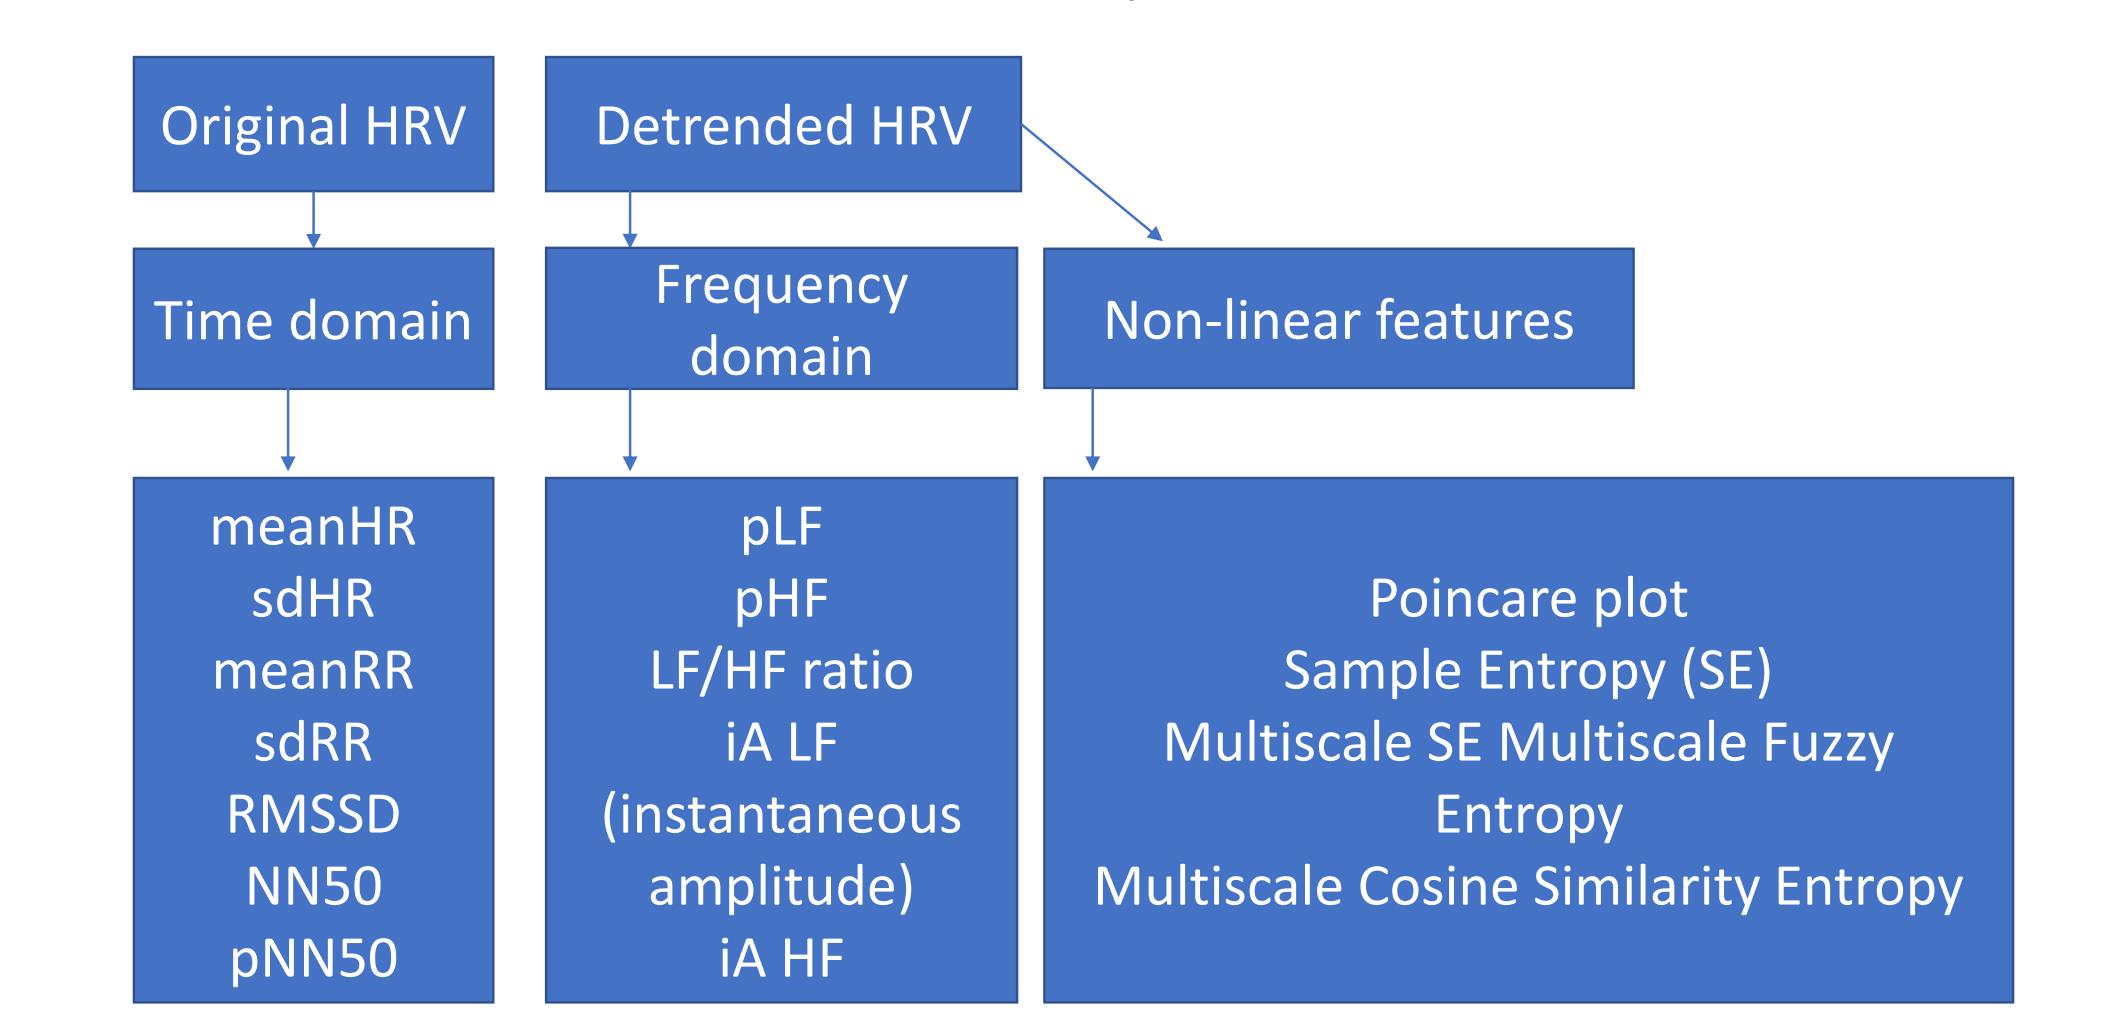 Original HRV
Detrended HRV
Time domain
Frequency
domain
Non-linear features
meanHR
sdHR
meanRR
sdRR
RMSSD
NN50
pNN50
pLF
pHF
LF/HF ratio
iA LF
(instantaneous
amplitude)
iA HF
Poincare plot
Sample Entropy (SE)
Multiscale SE Multiscale Fuzzy
Entropy
Multiscale Cosine Similarity Entropy